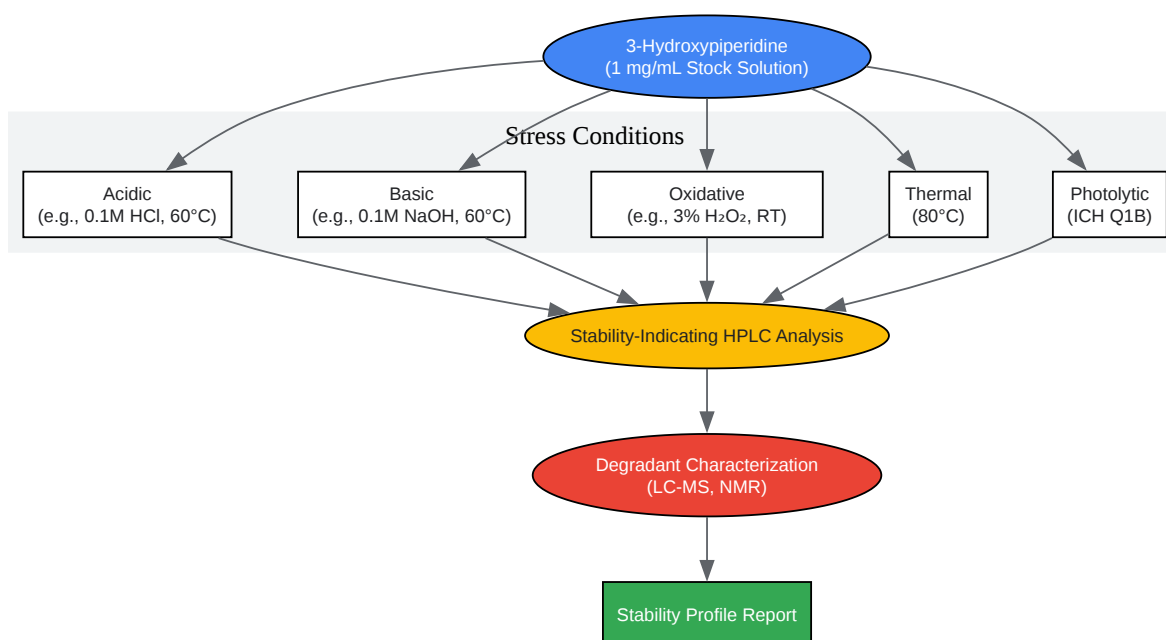 3-Hydroxypiperidine
(1 mg/mL Stock Solution)
Stress Conditions
Acidic
(e.g., 0.1M HCl, 60°C)
Basic
(e.g., 0.1M NaOH, 60°C)
Oxidative
(e.g., 3% H₂O₂, RT)
Thermal
(80°C)
Photolytic
(ICH Q1B)
Stability-Indicating HPLC Analysis
Degradant Characterization
(LC-MS, NMR)
Stability Profile Report